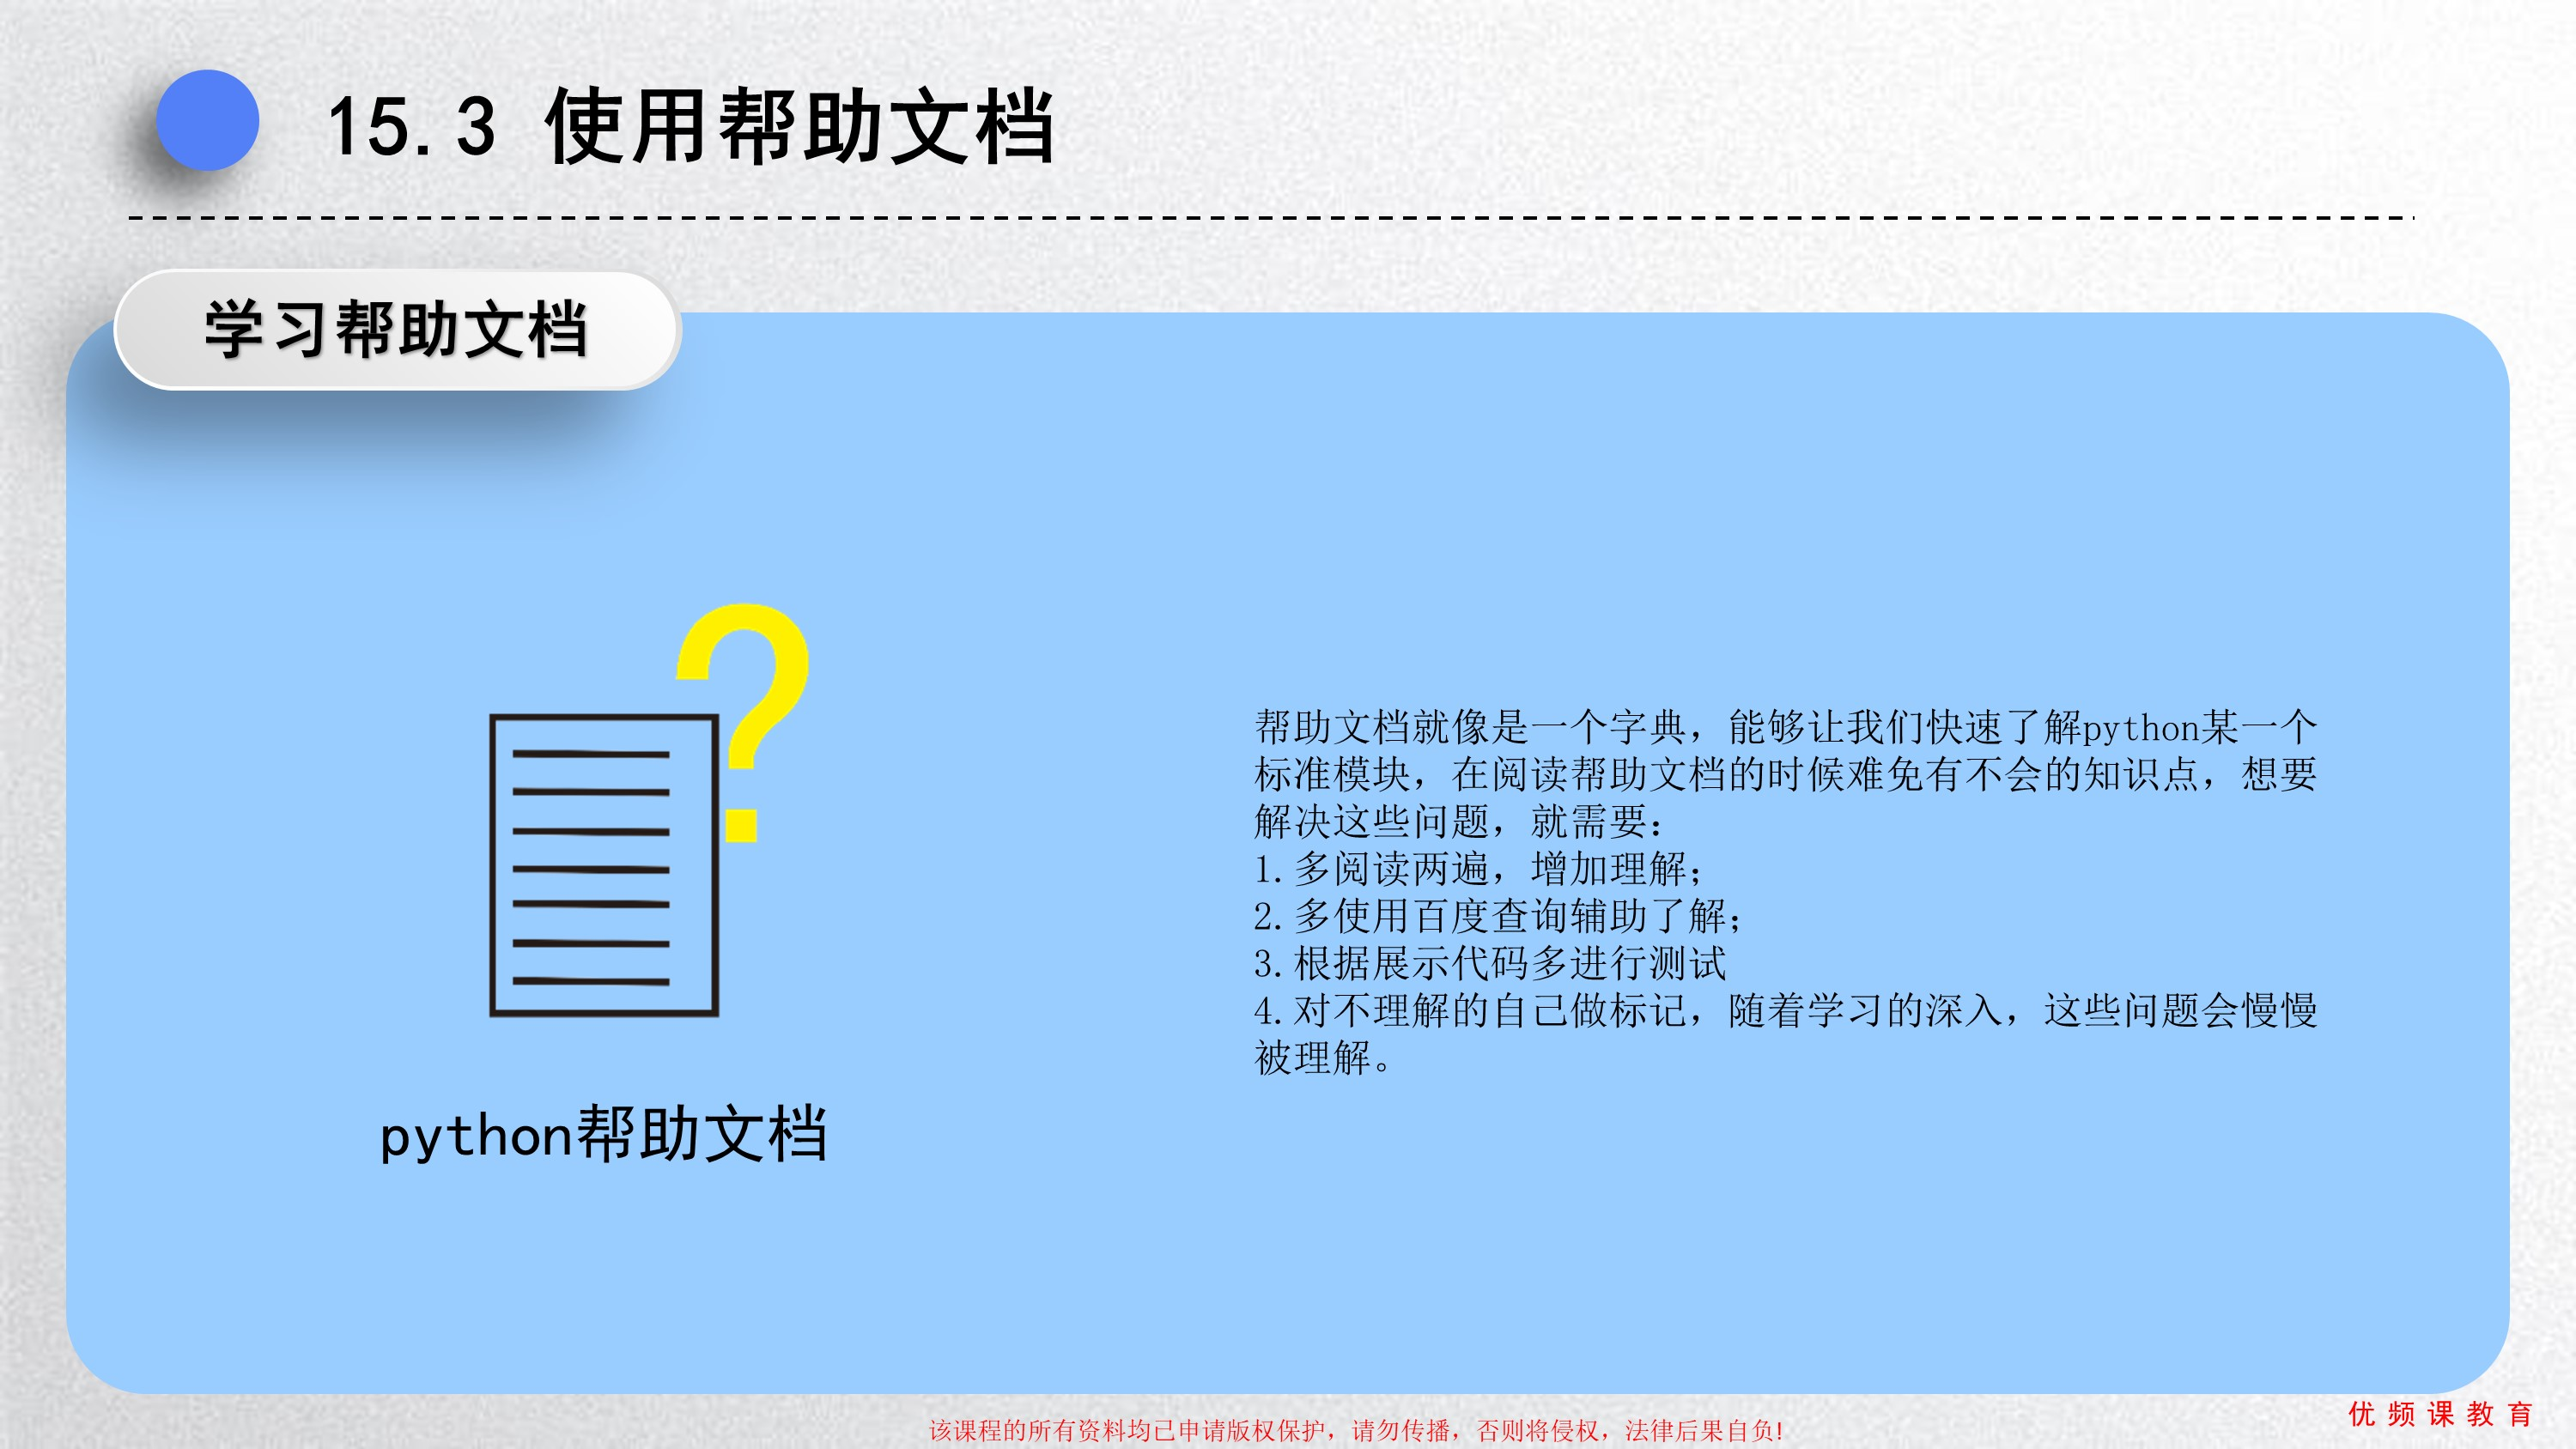 15.3 使用帮助文档
学习帮助文档
帮助文档就像是一个字典，能够让我们快速了解python某一个
标准模块，在阅读帮助文档的时候难免有不会的知识点，想要
解决这些问题，就需要：
1.多阅读两遍，增加理解；
2.多使用百度查询辅助了解；
3.根据展示代码多进行测试
4.对不理解的自己做标记，随着学习的深入，这些问题会慢慢
被理解。
?
python帮助文档
优频课教育
该课程的所有资料均已申请版权保护，请勿传播，否则将侵权，法律后果自负!